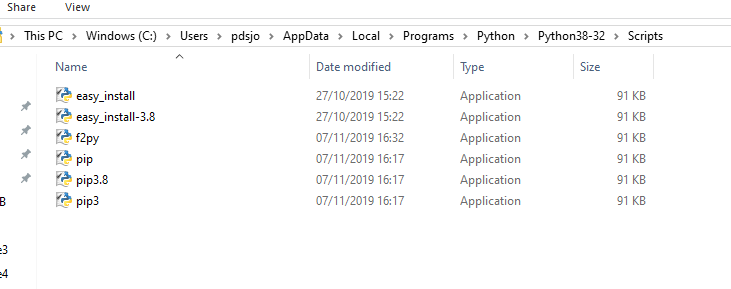 Share View
This PC Windows (C:) Users pdsjo AppData Local Programs Python Python38-32 Scripts
Name Date modified Type Size
easy_install 27/10/2019 15:22 Application 91 KB
easy_install-3.8 27/10/2019 15:22 Application 91 KB
f2py 07/11/2019 16:32 Application 91 KB
pip 07/11/2019 16:17 Application 91 KB
pip3.8 07/11/2019 16:17 Application 91 KB
B pip3 07/11/2019 16:17 Application 91 KB
e3
e4